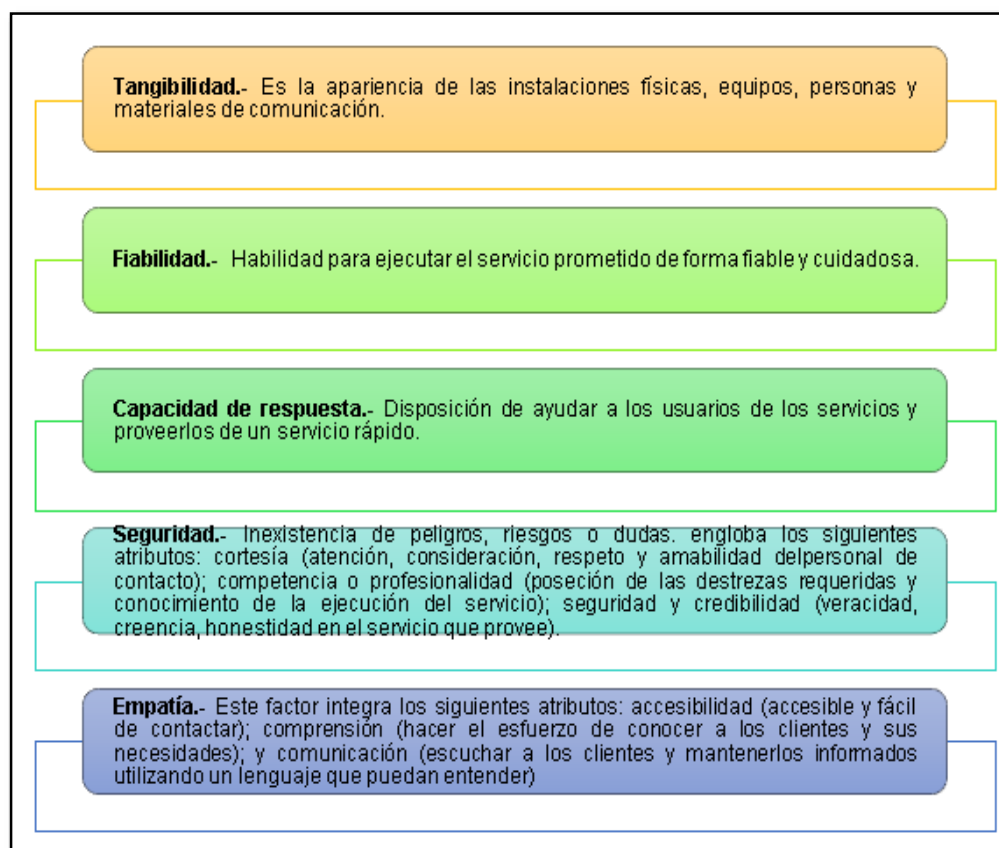 Tangibilidad.- Es la apariencia de las instalaciones físicas, equipos, personas y
materiales de comunicación.
Fiabilidad.- Habilidad para ejecutar el servicio prometido de forma fiable y cuidadosa.
Capacidad de respuesta.- Disposición de ayudar a los usuarios de los servicios y
proveerlos de un servicio rápido.
Seguridad.- Inexistencia de peligros, riesgos o dudas. engloba los siguientes
atributos: cortesía (atención, consideración, respeto y amabilidad delpersonal de
contacto); competencia o profesionalidad (poseción de las destrezas requeridas y
conocimiento de la ejecución del servicio); seguridad y credibilidad (veracidad,
creencia, honestidad en el servicio que provee).
Empatía.- Este factor integra los siguientes atributos: accesibilidad (accesible y fácil
de contactar); comprensión (hacer el esfuerzo de conocer a los clientes y sus
necesidades); y comunicación (escuchar a los clientes y mantenerlos informados
utilizando un lenguaje que puedan entender)